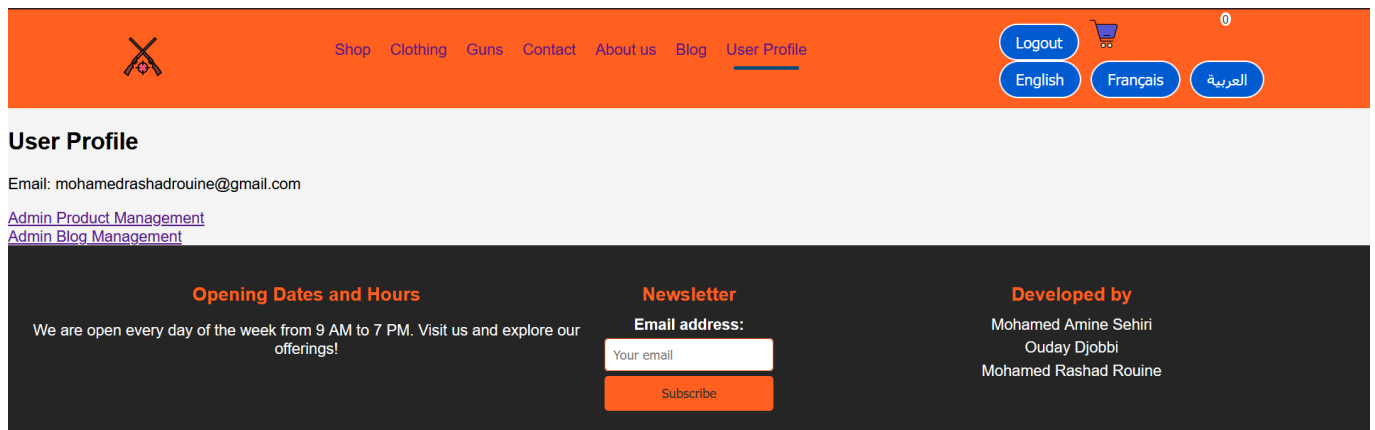 Shop Clothing Guns Contact About us Blog User Profile
Logout
0
English Français العربية
User Profile
Email: mohamedrashadrouine@gmail.com
Admin Product Management
Admin Blog Management
Opening Dates and Hours
We are open every day of the week from 9 AM to 7 PM. Visit us and explore our
offerings!
Newsletter
Email address:
Your email
Subscribe
Developed by
Mohamed Amine Sehiri
Ouday Djobbi
Mohamed Rashad Rouine